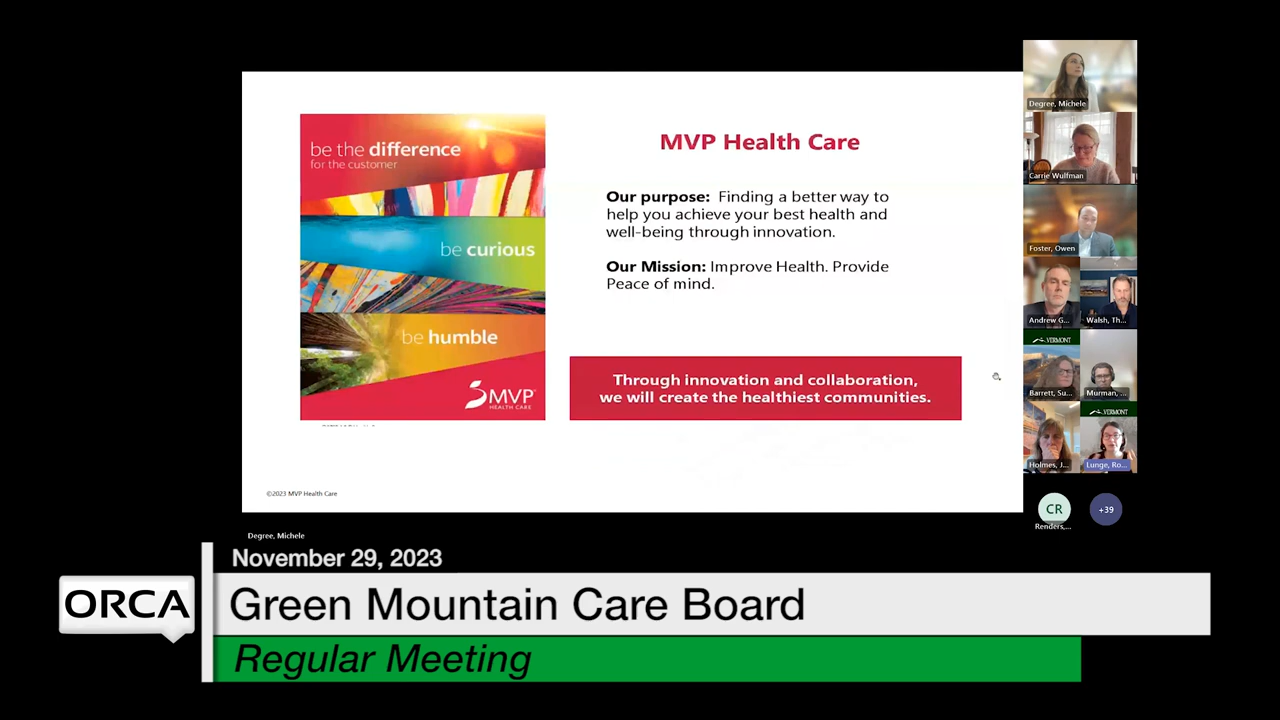 be the difference
for the customer
be curious
be humble
MVP
HEALTH CARE
MVP Health Care
Our purpose: Finding a better way to
help you achieve your best health and
well-being through innovation.
Our Mission: Improve Health. Provide
Peace of mind.
Through innovation and collaboration,
we will create the healthiest communities.
©2023 MVP Health Care
Degree, Michele
Degree, Michele
Carrie Wulfman
Foster, Owen
Andrew G...
Walsh, Th...
VERMONT
Barrett, Su...
Murman, ...
VERMONT
Holmes, J...
Lunge, Ro...
CR
+39
Renders,...
November 29, 2023
ORCA
Green Mountain Care Board
Regular Meeting